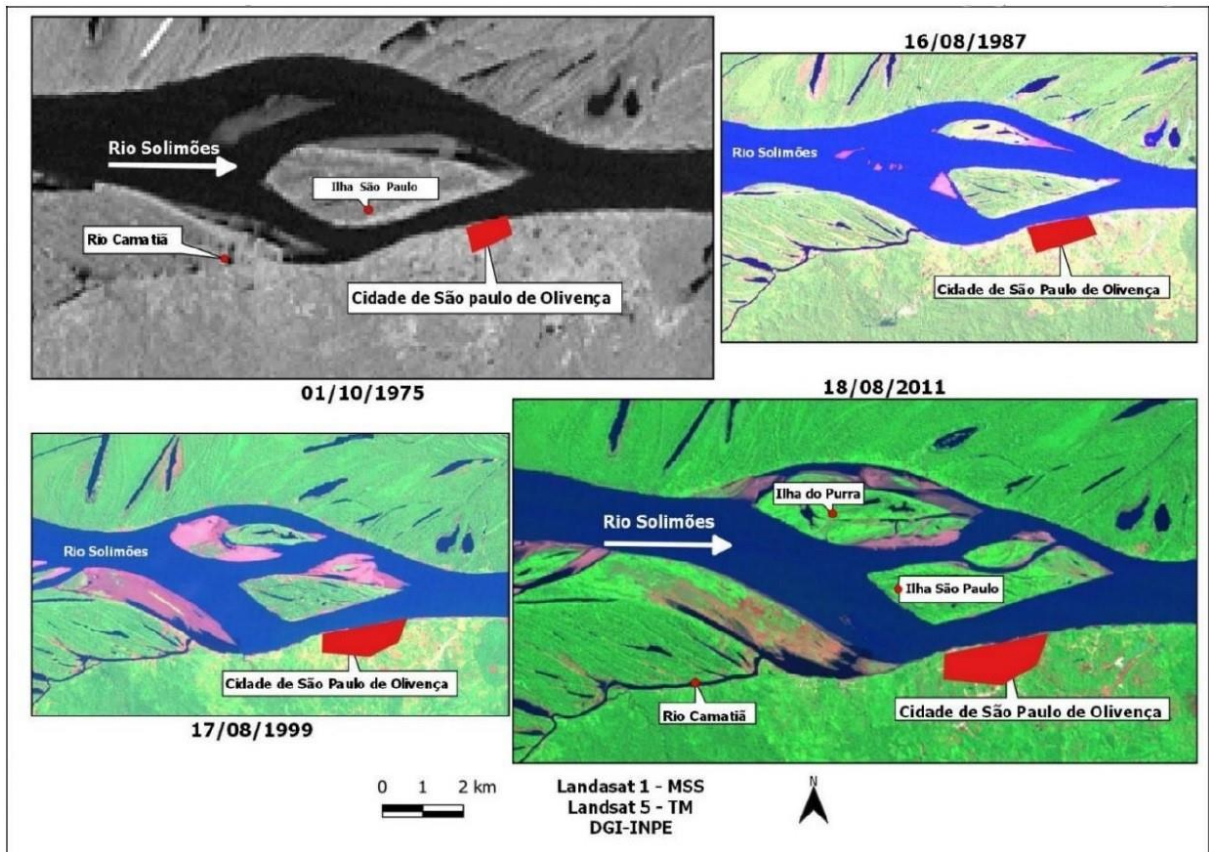 16/08/1987
Rio Solimões
Ilha São Paulo
Rio Camatiã
Cidade de São paulo de Olivença
01/10/1975
Rio Solimões
Cidade de São Paulo de Olivença
18/08/2011
Rio Solimões
Cidade de São Paulo de Olivença
17/08/1999
Ilha do Purra
Rio Solimões
Ilha São Paulo
Rio Camatiã
Cidade de São Paulo de Olivença
0 1 2 km
Landasat 1 - MSS
Landsat 5 - TM
DGI-INPE
N